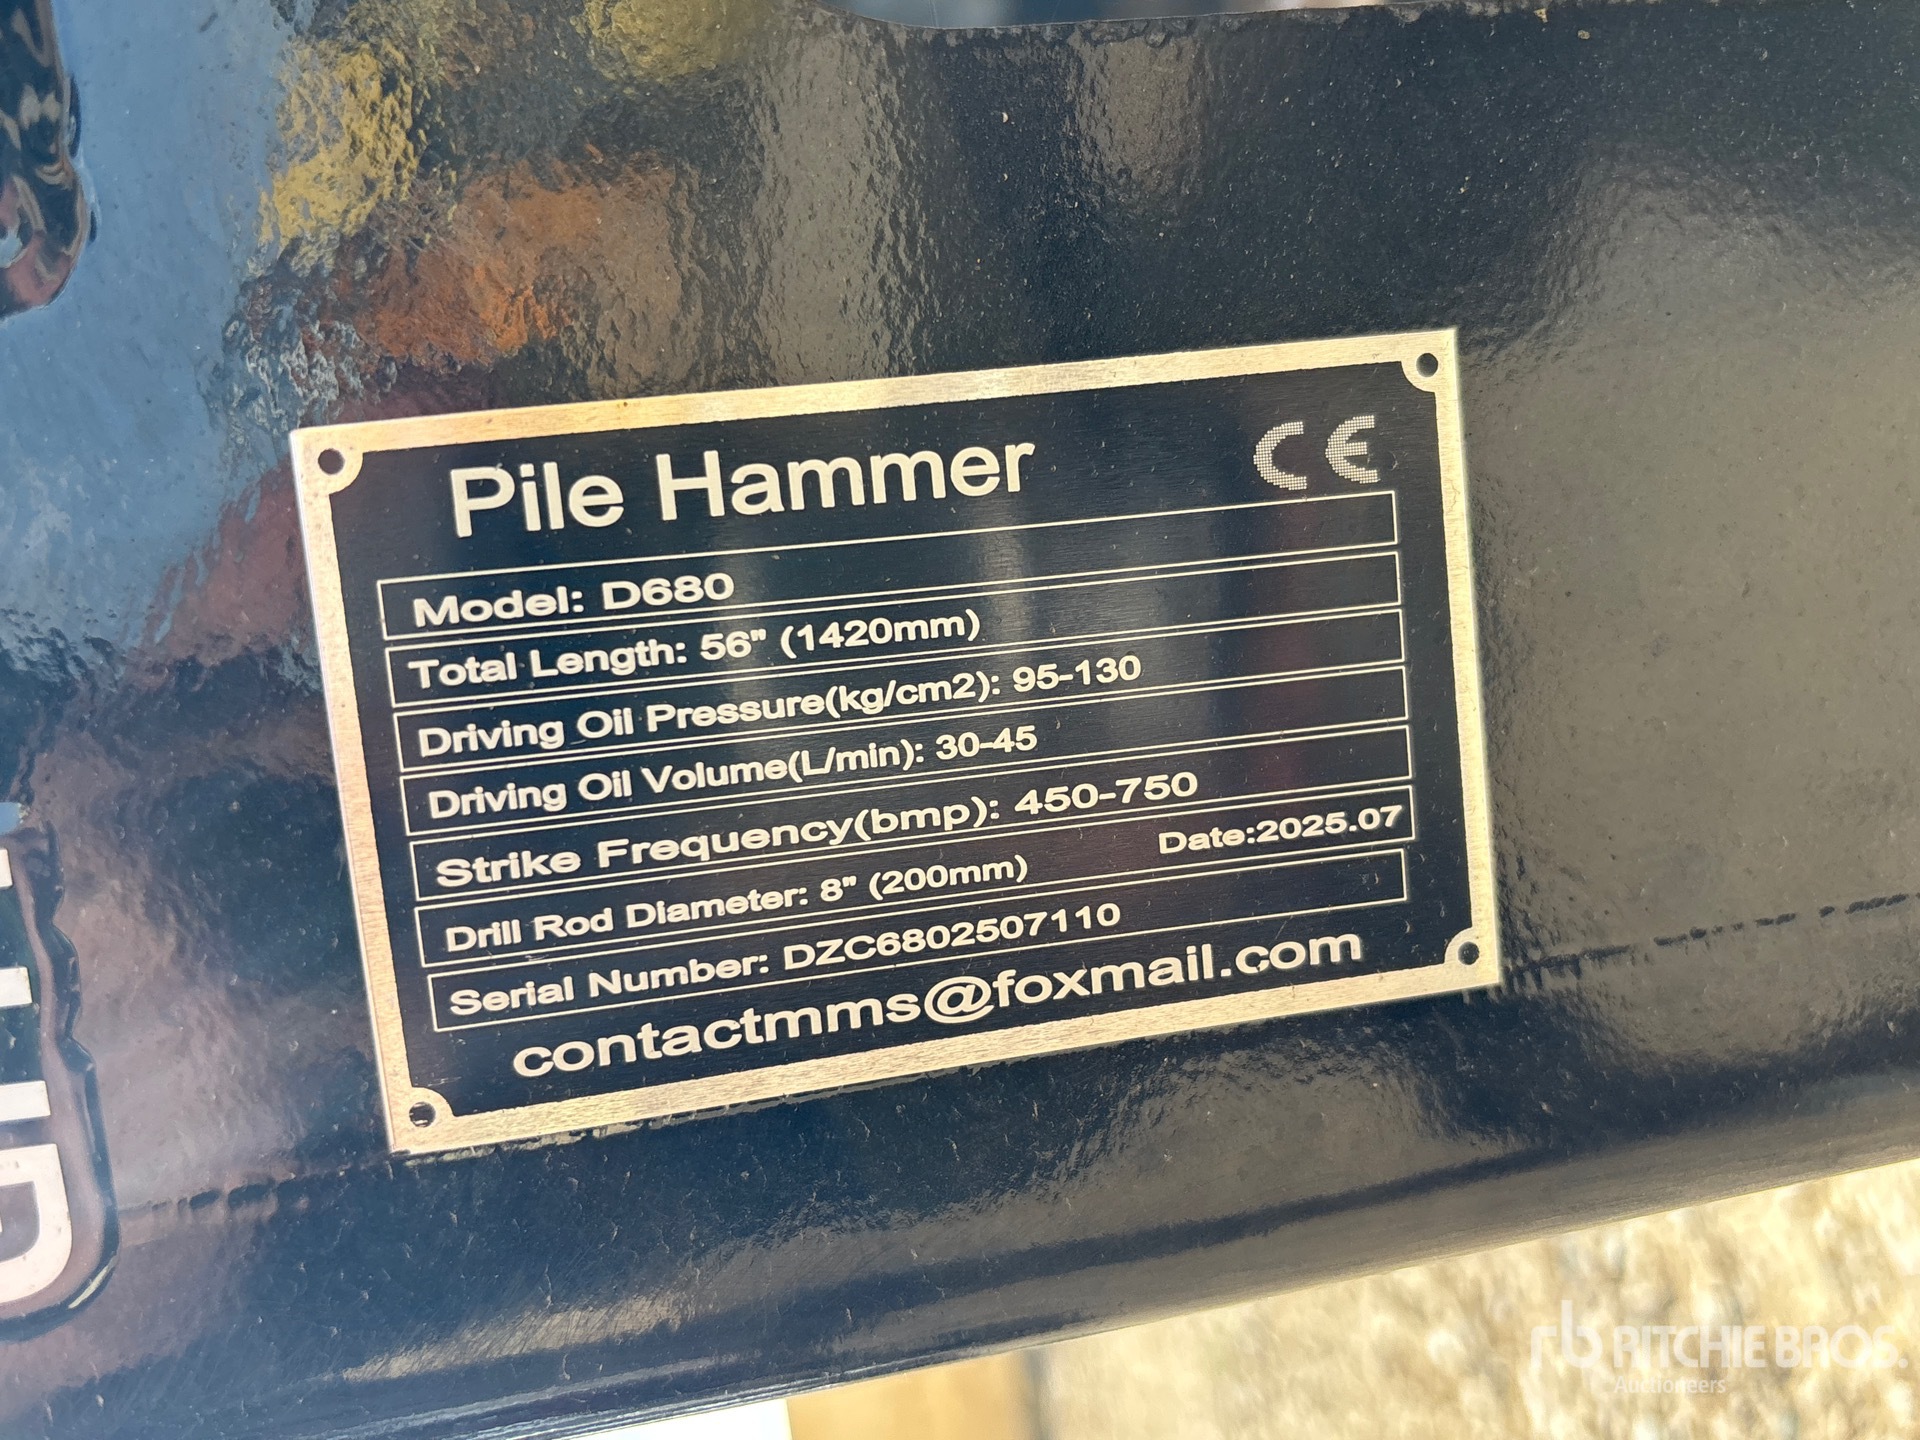 Pile Hammer
CE
Model: D680
Total Length: 56" (1420mm)
Driving Oil Pressure(kg/cm2): 95-130
Driving Oil Volume(L/min): 30-45
Strike Frequency(bmp): 450-750
Drill Rod Diameter: 8" (200mm) Date:2025.07
Serial Number: DZC6802507110
contactmms@foxmail.com
rb RITCHIE BROS.
Auctioneers